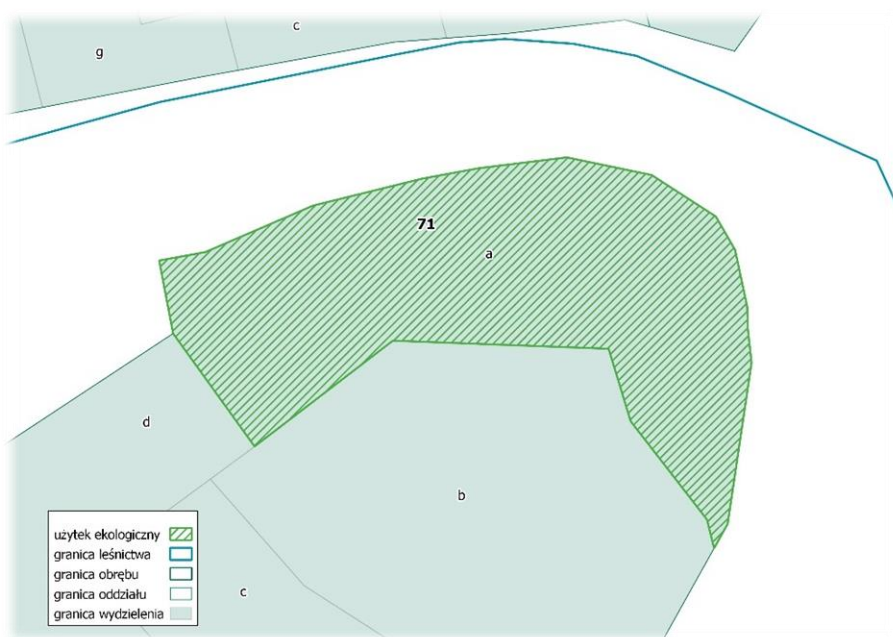 c
g
71
a
d
b
c
użytek ekologiczny
granica leśnictwa
granica obrębu
granica oddziału
granica wydzielenia